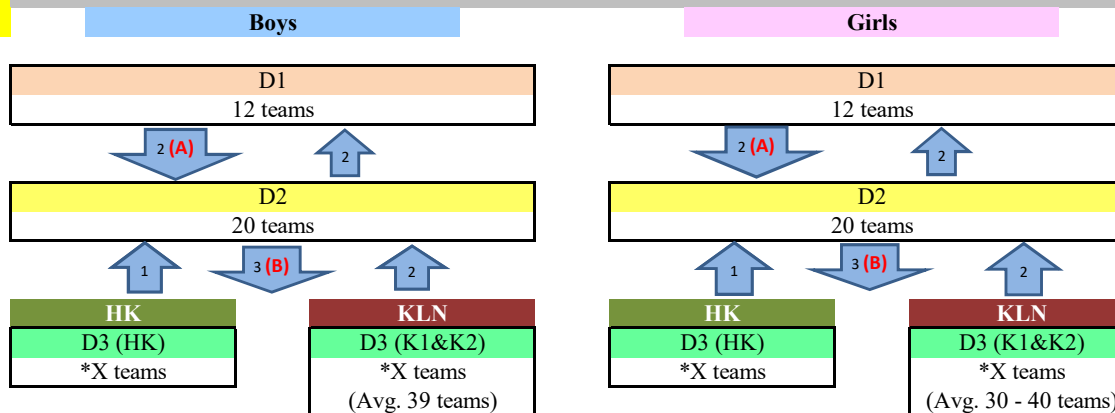 Boys
D1
12 teams
2 (A)
2
D2
20 teams
1
3 (B)
2
HK
D3 (HK)
*X teams
KLN
D3 (K1&K2)
*X teams
(Avg. 39 teams)
Girls
D1
12 teams
2 (A)
2
D2
20 teams
1
3 (B)
2
HK
D3 (HK)
*X teams
KLN
D3 (K1&K2)
*X teams
(Avg. 30 - 40 teams)